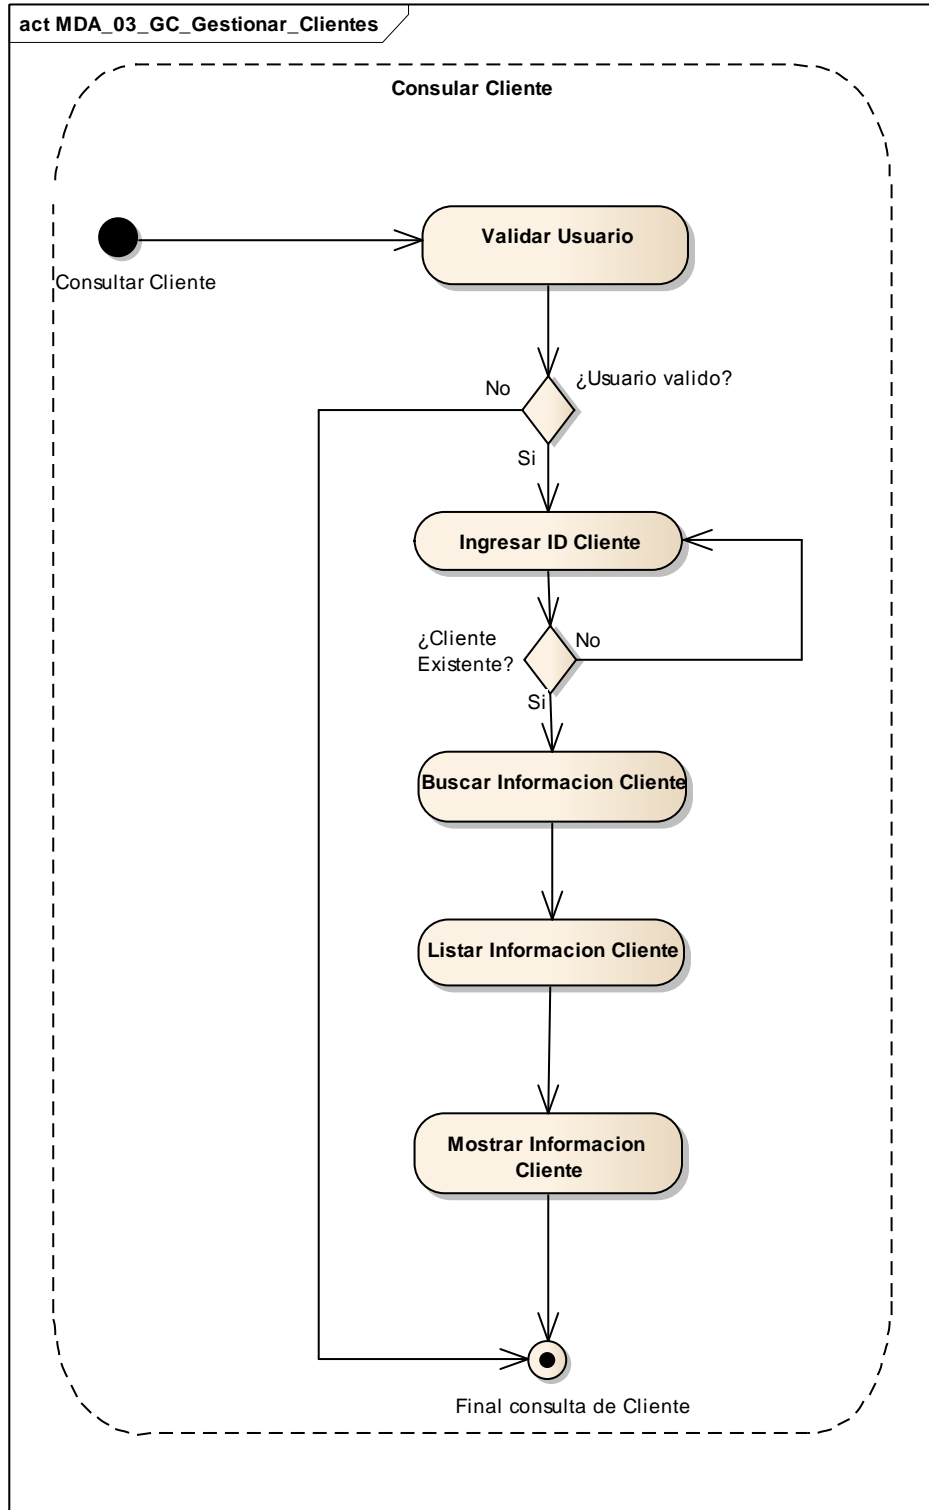 act MDA_03_GC_Gestionar_Clientes
Consular Cliente
Validar Usuario
Consultar Cliente
¿Usuario valido?
No
Si
Ingresar ID Cliente
¿Cliente
Existente?
No
Si
Buscar Informacion Cliente
Listar Informacion Cliente
Mostrar Informacion
Cliente
Final consulta de Cliente